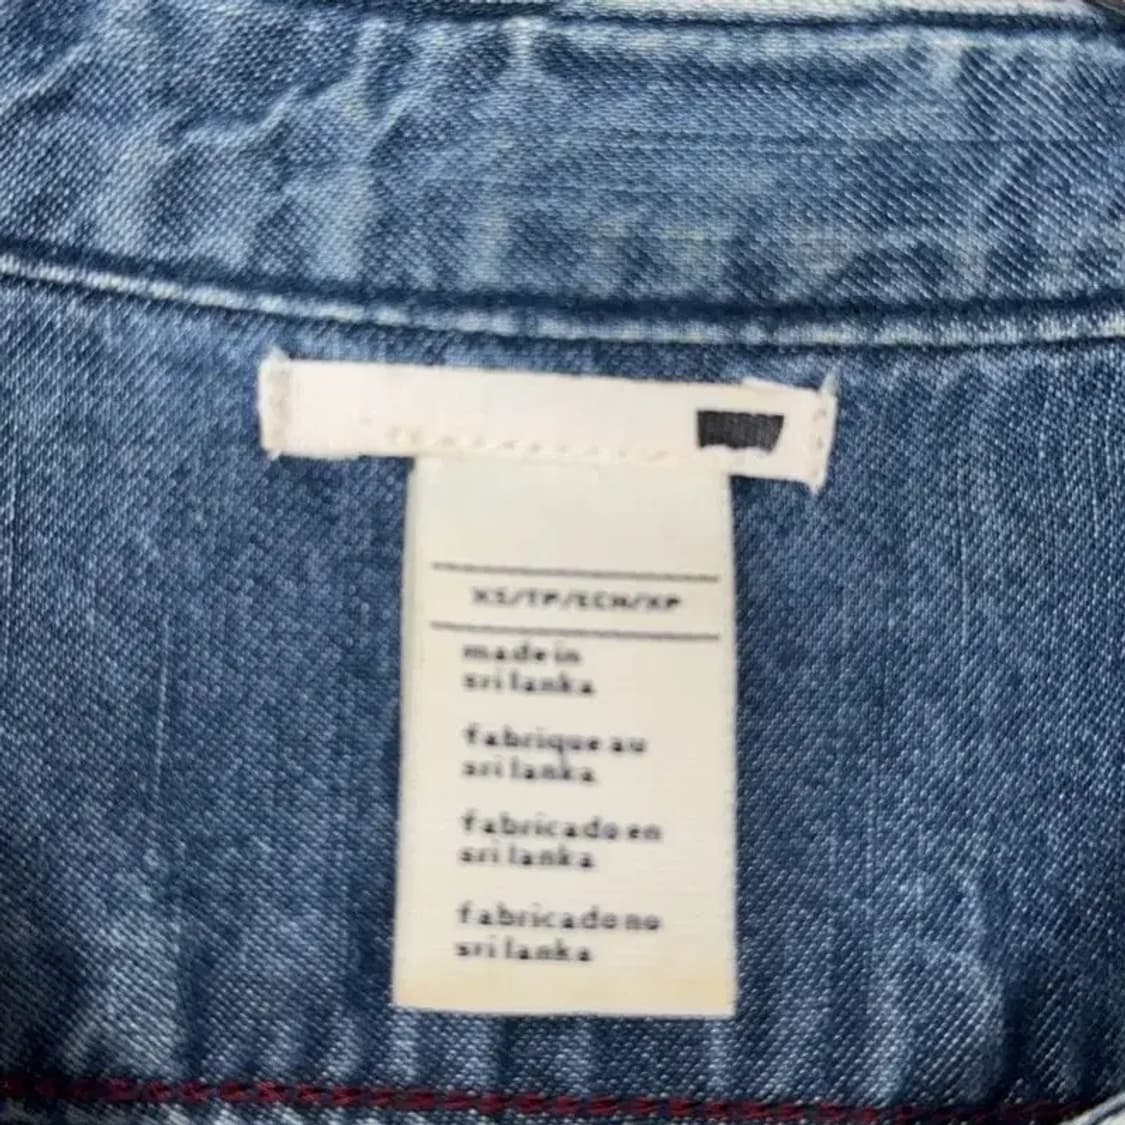 XS/TP/ECH/XP
made in
sri lanka
fabrique au
sri lanka
fabricado en
sri lanka
fabricado no
sri lanka